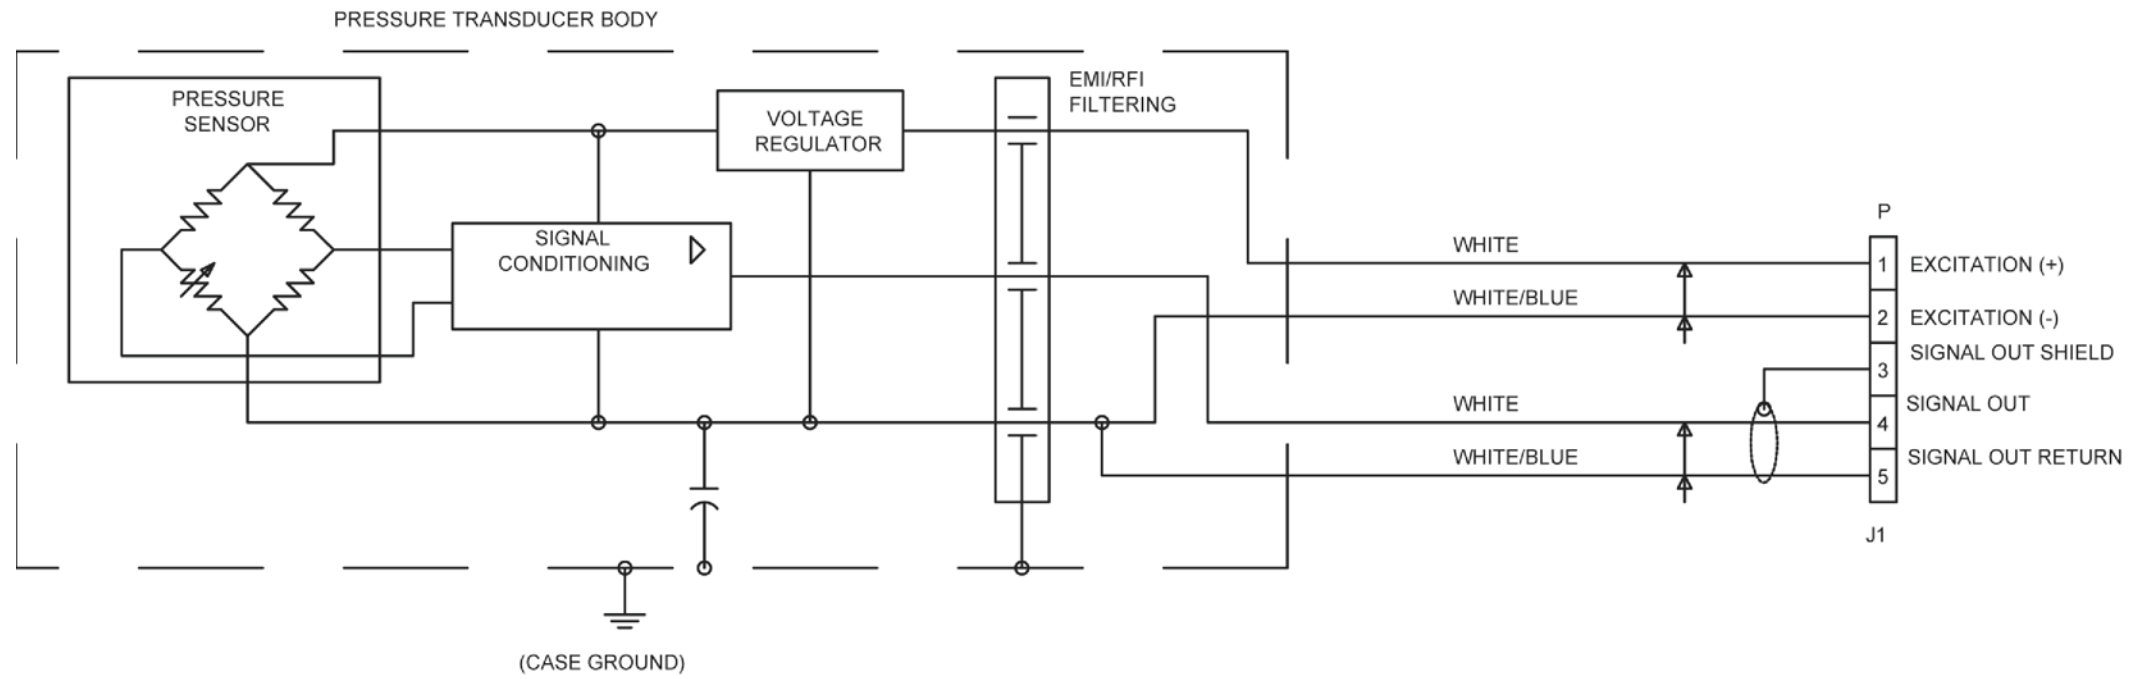 PRESSURE TRANSDUCER BODY
PRESSURE
SENSOR
VOLTAGE
REGULATOR
EMI/RFI
FILTERING
SIGNAL
CONDITIONING
P
WHITE
1
EXCITATION (+)
WHITE/BLUE
2
EXCITATION (-)
3
SIGNAL OUT SHIELD
WHITE
4
SIGNAL OUT
WHITE/BLUE
5
SIGNAL OUT RETURN
J1
(CASE GROUND)